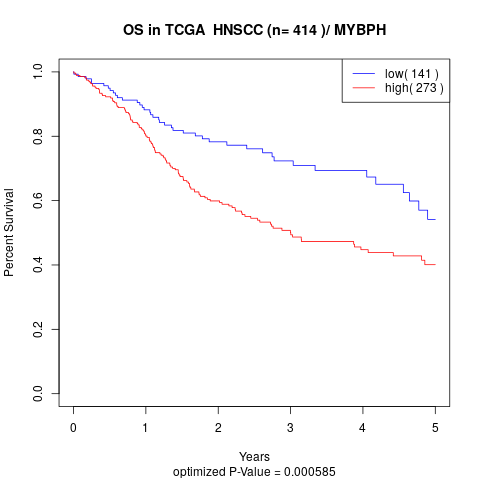 OS in TCGA  HNSCC (n= 414 )/ MYBPH
low( 141 )
high( 273 )
Percent Survival
1.0
0.8
0.6
0.4
0.2
0.0
0 1 2 3 4 5
Years
optimized P-Value = 0.000585